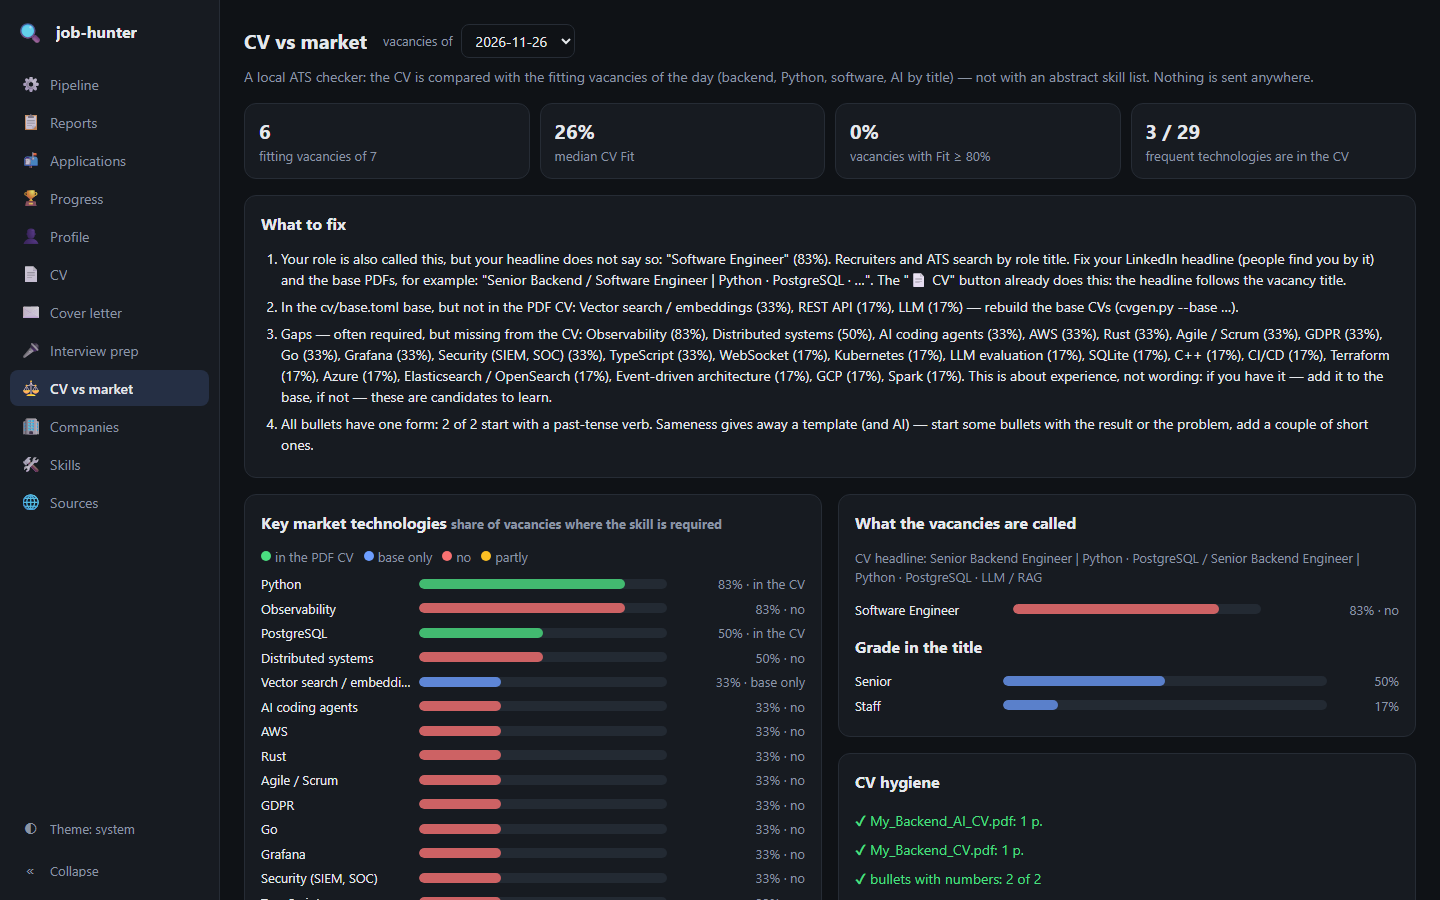 job-hunter
Pipeline
Reports
Applications
Progress
Profile
CV
Cover letter
Interview prep
CV vs market
Companies
Skills
Sources
Theme: system
« Collapse
CV vs market vacancies of 2026-11-26
A local ATS checker: the CV is compared with the fitting vacancies of the day (backend, Python, software, AI by title) — not with an abstract skill list. Nothing is sent anywhere.
6
fitting vacancies of 7
26%
median CV Fit
0%
vacancies with Fit ≥ 80%
3 / 29
frequent technologies are in the CV
What to fix
1. Your role is also called this, but your headline does not say so: "Software Engineer" (83%). Recruiters and ATS search by role title. Fix your LinkedIn headline (people find you by it)
and the base PDFs, for example: "Senior Backend / Software Engineer | Python · PostgreSQL · ...". The "📄 CV" button already does this: the headline follows the vacancy title.
2. In the cv/base.toml base, but not in the PDF CV: Vector search / embeddings (33%), REST API (17%), LLM (17%) — rebuild the base CVs (cvgen.py --base ...).
3. Gaps — often required, but missing from the CV: Observability (83%), Distributed systems (50%), AI coding agents (33%), AWS (33%), Rust (33%), Agile / Scrum (33%), GDPR (33%),
Go (33%), Grafana (33%), Security (SIEM, SOC) (33%), TypeScript (33%), WebSocket (17%), Kubernetes (17%), LLM evaluation (17%), SQLite (17%), C++ (17%), CI/CD (17%), Terraform
(17%), Azure (17%), Elasticsearch / OpenSearch (17%), Event-driven architecture (17%), GCP (17%), Spark (17%). This is about experience, not wording: if you have it — add it to the
base, if not — these are candidates to learn.
4. All bullets have one form: 2 of 2 start with a past-tense verb. Sameness gives away a template (and AI) — start some bullets with the result or the problem, add a couple of short
ones.
Key market technologies share of vacancies where the skill is required
in the PDF CV base only no partly
Python 83% · in the CV
Observability 83% · no
PostgreSQL 50% · in the CV
Distributed systems 50% · no
Vector search / embeddi... 33% · base only
AI coding agents 33% · no
AWS 33% · no
Rust 33% · no
Agile / Scrum 33% · no
GDPR 33% · no
Go 33% · no
Grafana 33% · no
Security (SIEM, SOC) 33% · no
What the vacancies are called
CV headline: Senior Backend Engineer | Python · PostgreSQL / Senior Backend Engineer |
Python · PostgreSQL · LLM / RAG
Software Engineer 83% · no
Grade in the title
Senior 50%
Staff 17%
CV hygiene
✓ My_Backend_AI_CV.pdf: 1 p.
✓ My_Backend_CV.pdf: 1 p.
✓ bullets with numbers: 2 of 2